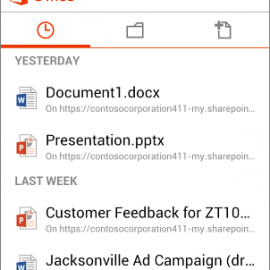 Office
YESTERDAY
Document1.docx
On https://contosocorporation411-my.sharepoin...
Presentation.pptx
On https://contosocorporation411-my.sharepoin...
LAST WEEK
Customer Feedback for ZT10...
On https://contosocorporation411-my.sharepoin...
Jacksonville Ad Campaign (dr...